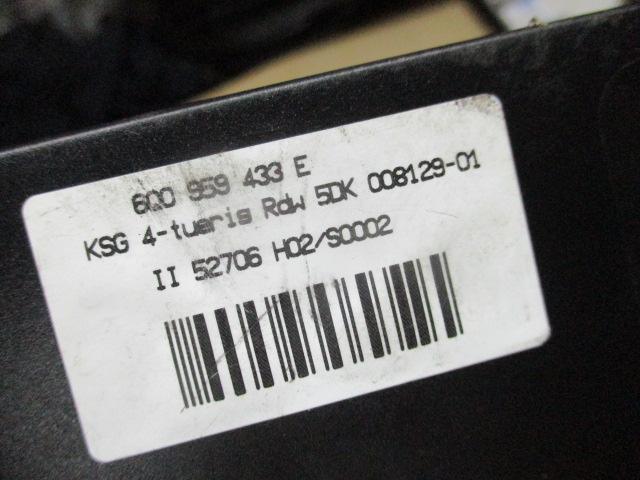 6Q0 959 433 E
KSG 4-tuerig Rdw 5DK 008129-01
II 52706 H02/S0002